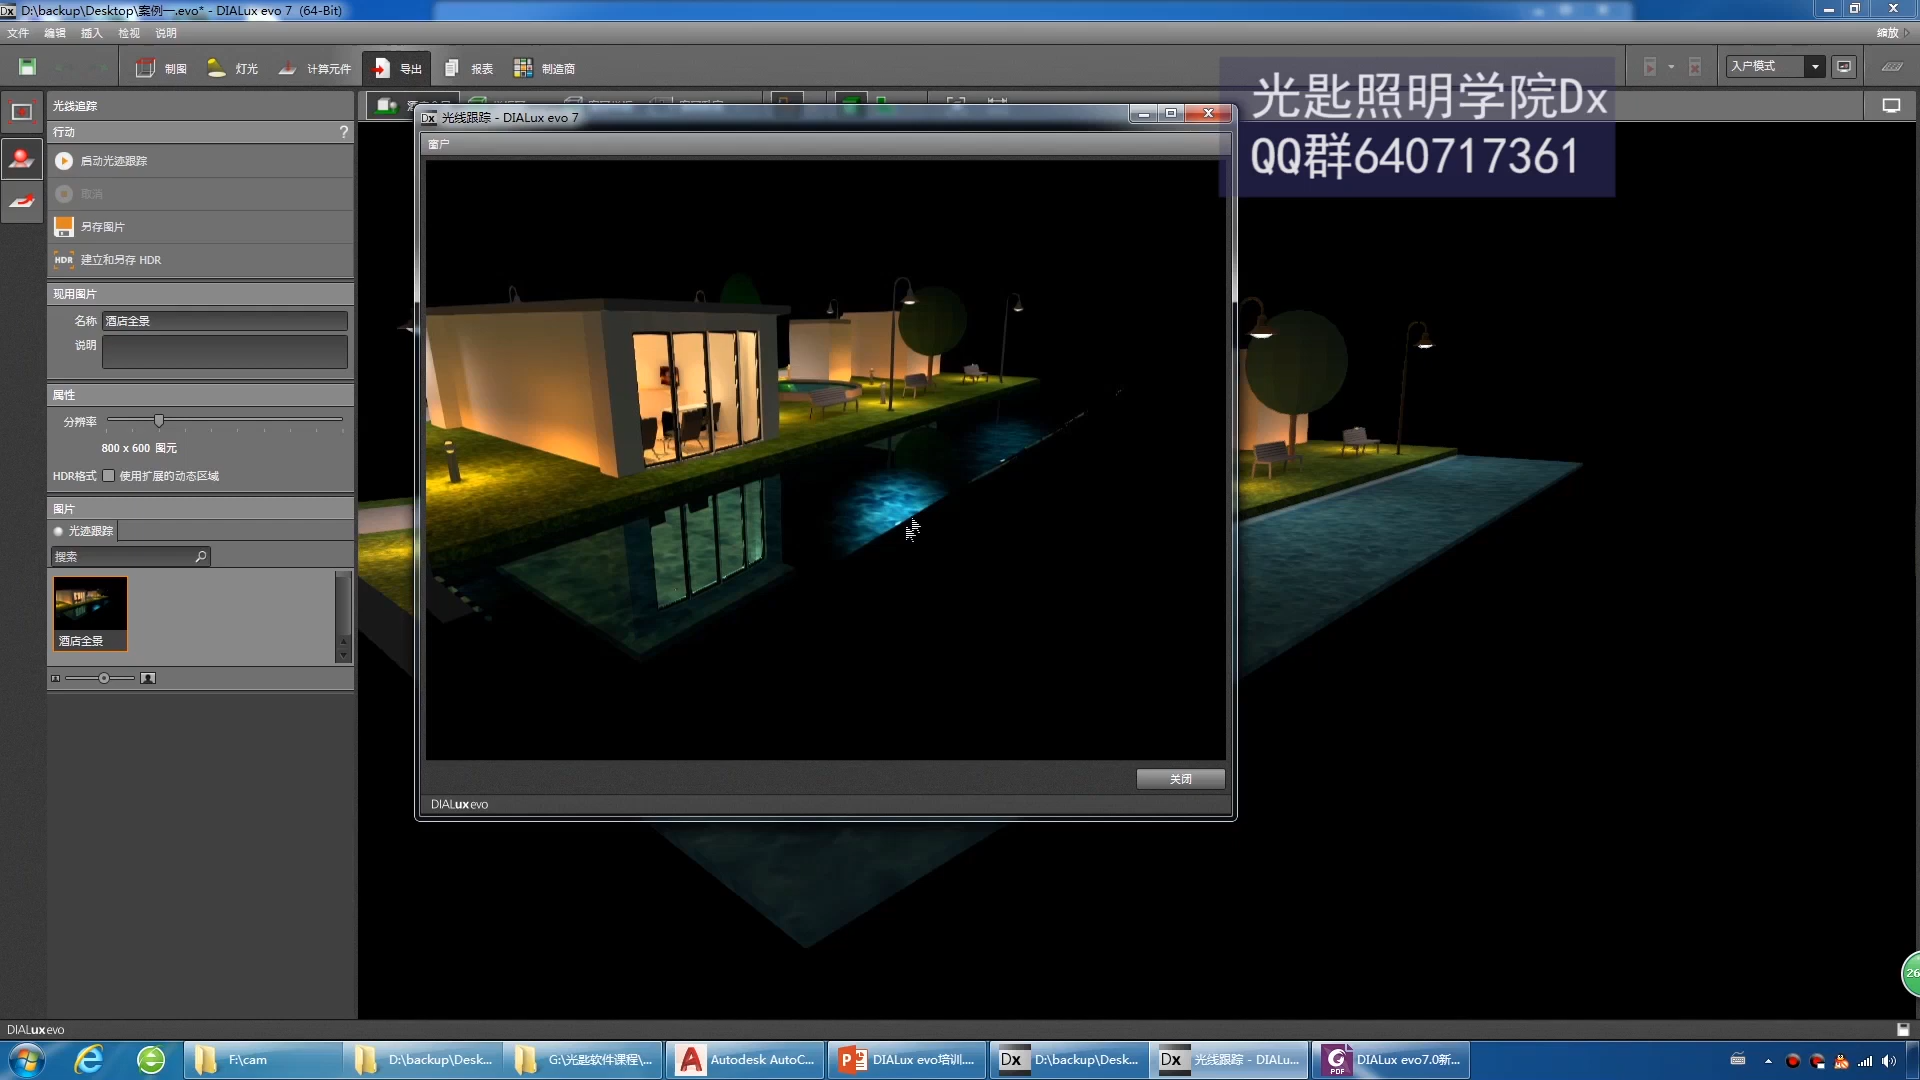 D:\backup\Desktop\案例一.evo* - DIALux evo 7  (64-Bit)
文件 编辑 插入 检视 说明 缩放
制图 灯光 计算元件 导出 报表 制造商 入户模式
光匙照明学院Dx
QQ群640717361
光线追踪
行动 ?
启动光迹跟踪
取消
另存图片
HDR 建立和另存 HDR
现用图片
名称 酒店全景
说明
属性
分辨率
800 x 600 图元
HDR格式 使用扩展的动态区域
图片
光迹跟踪
搜索
酒店全景
Dx 光线跟踪 - DIALux evo 7
窗户
关闭
DIALux evo
26
DIALux evo
F:\cam
D:\backup\Desk...
G:\光匙软件课程\...
Autodesk AutoC...
DIALux evo培训....
Dx D:\backup\Desk...
Dx 光线跟踪 - DIALu...
PDF DIALux evo7.0新...